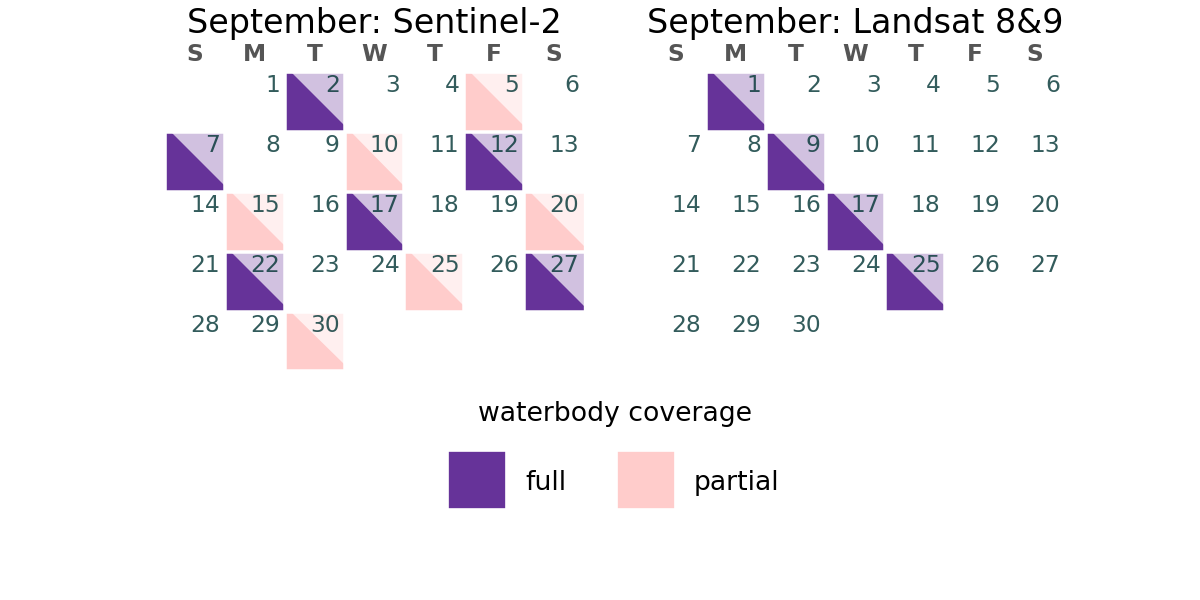 September: Sentinel-2
S M T W T F S
1 2 3 4 5 6
7 8 9 10 11 12 13
14 15 16 17 18 19 20
21 22 23 24 25 26 27
28 29 30
September: Landsat 8&9
S M T W T F S
1 2 3 4 5 6
7 8 9 10 11 12 13
14 15 16 17 18 19 20
21 22 23 24 25 26 27
28 29 30
waterbody coverage
full partial